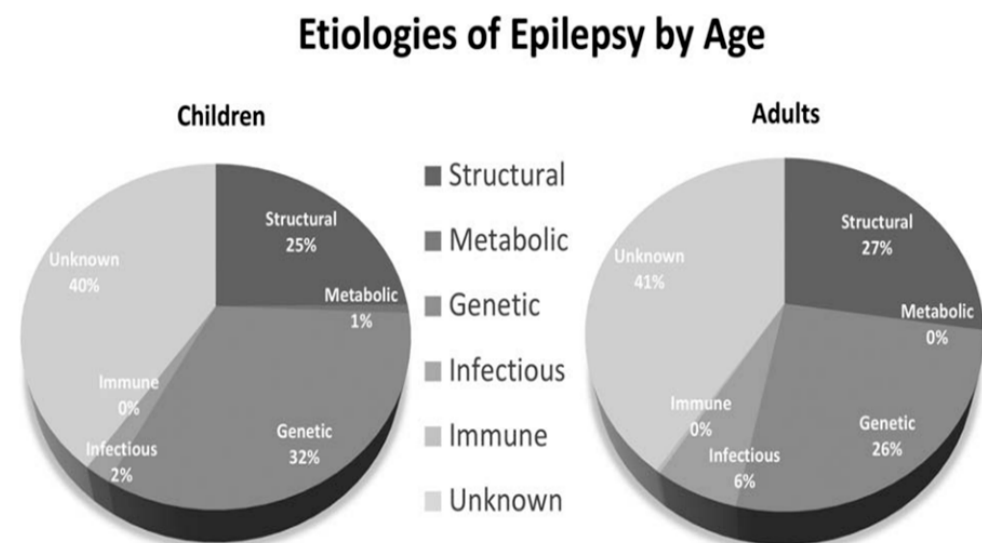 Etiologies of Epilepsy by Age
Children
Structural
25%
Metabolic
1%
Genetic
32%
Infectious
2%
Immune
0%
Unknown
40%
Structural
Metabolic
Genetic
Infectious
Immune
Unknown
Adults
Structural
27%
Metabolic
0%
Genetic
26%
Infectious
6%
Immune
0%
Unknown
41%